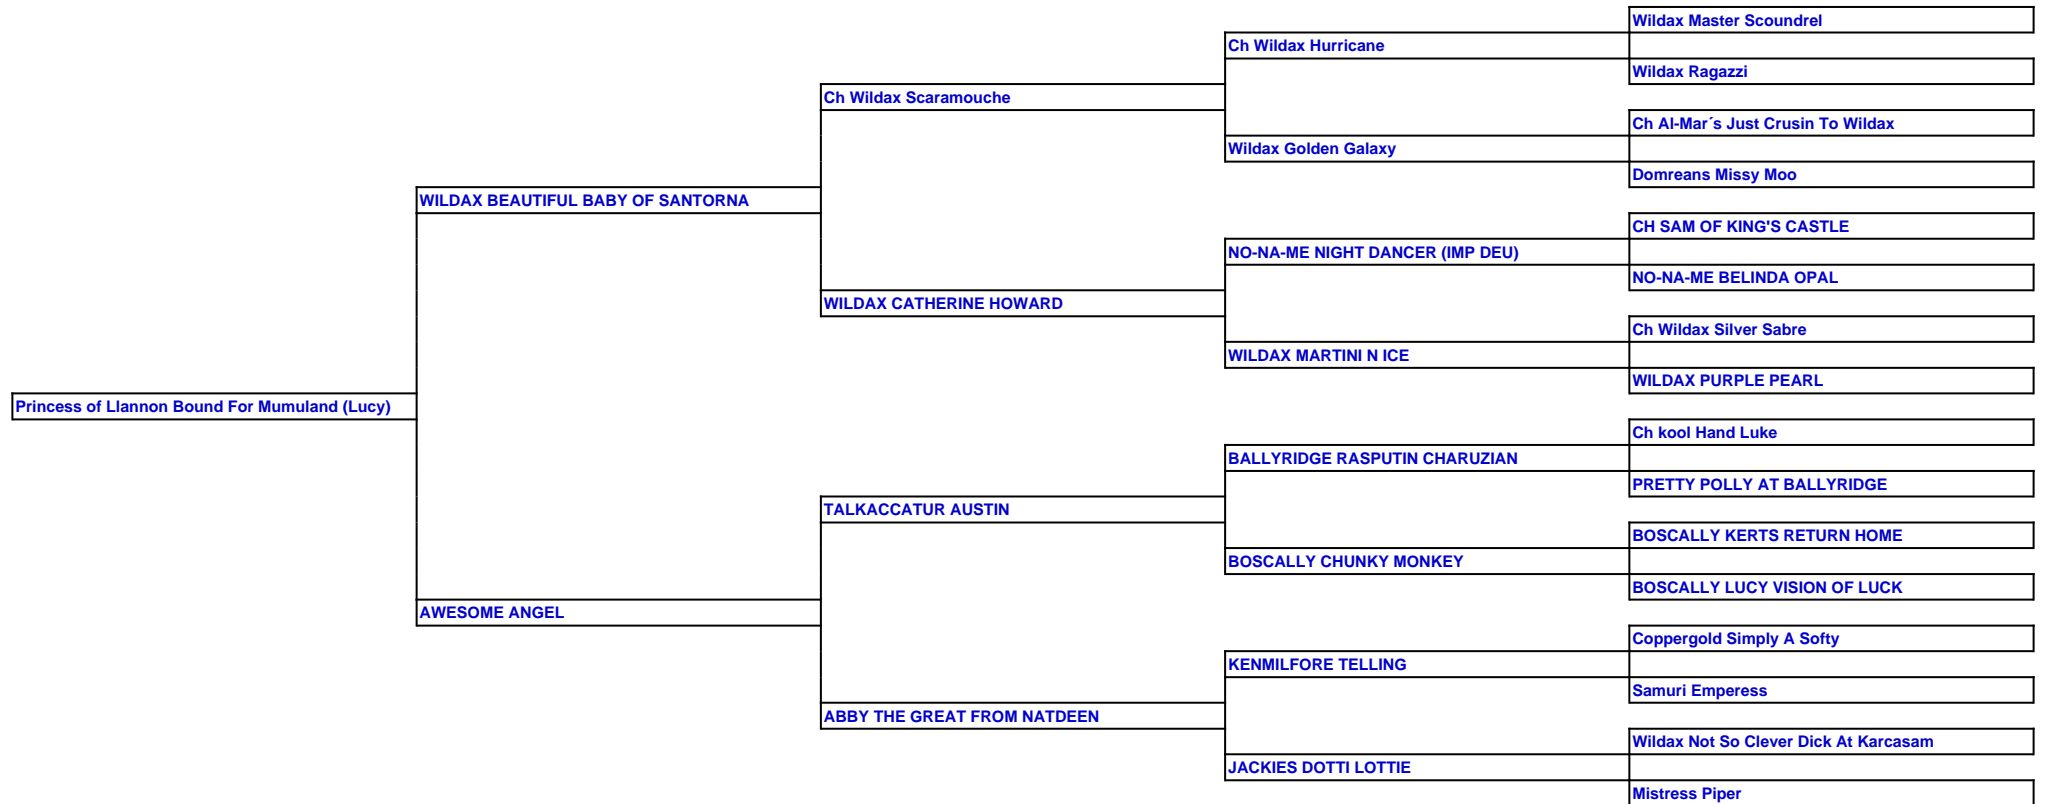 Wildax Master Scoundrel
Ch Wildax Hurricane
Wildax Ragazzi
Ch Wildax Scaramouche
Ch Al-Mar´s Just Crusin To Wildax
Wildax Golden Galaxy
Domreans Missy Moo
WILDAX BEAUTIFUL BABY OF SANTORNA
CH SAM OF KING'S CASTLE
NO-NA-ME NIGHT DANCER (IMP DEU)
NO-NA-ME BELINDA OPAL
WILDAX CATHERINE HOWARD
Ch Wildax Silver Sabre
WILDAX MARTINI N ICE
WILDAX PURPLE PEARL
Princess of Llannon Bound For Mumuland (Lucy)
Ch kool Hand Luke
BALLYRIDGE RASPUTIN CHARUZIAN
PRETTY POLLY AT BALLYRIDGE
TALKACCATUR AUSTIN
BOSCALLY KERTS RETURN HOME
BOSCALLY CHUNKY MONKEY
BOSCALLY LUCY VISION OF LUCK
AWESOME ANGEL
Coppergold Simply A Softy
KENMILFORE TELLING
Samuri Emperess
ABBY THE GREAT FROM NATDEEN
Wildax Not So Clever Dick At Karcasam
JACKIES DOTTI LOTTIE
Mistress Piper